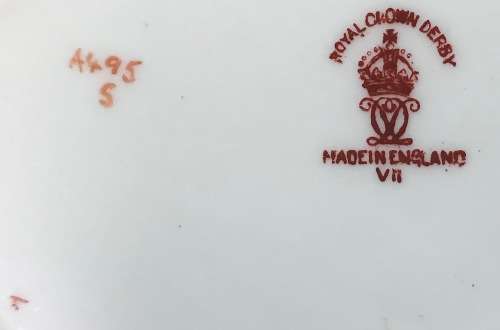 A495
S
ROYAL CROWN DERBY
MADE IN ENGLAND
VII